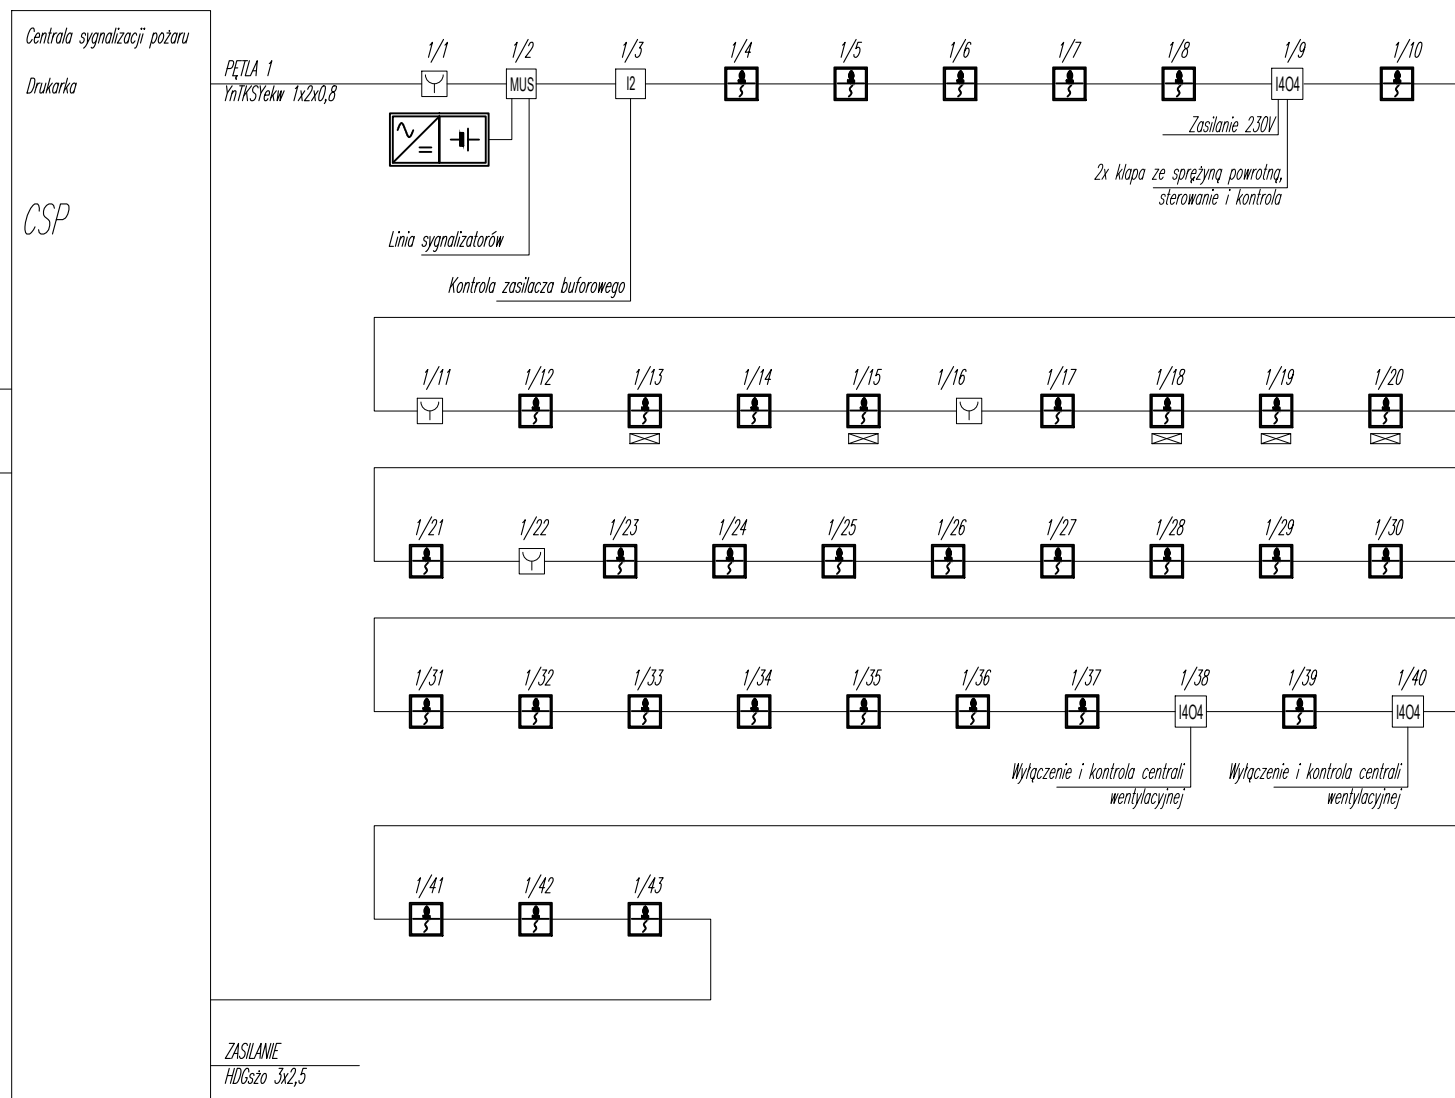 Centrala sygnalizacji pożaru
Drukarka
CSP
PĘTLA 1
YnTKSYekw 1x2x0,8
1/1
1/2
1/3
1/4
1/5
1/6
1/7
1/8
1/9
1/10
MUS
I2
I4O4
Zasilanie 230V
2x klapa ze sprężyną powrotną,
sterowanie i kontrola
Linia sygnalizatorów
Kontrola zasilacza buforowego
1/11
1/12
1/13
1/14
1/15
1/16
1/17
1/18
1/19
1/20
1/21
1/22
1/23
1/24
1/25
1/26
1/27
1/28
1/29
1/30
1/31
1/32
1/33
1/34
1/35
1/36
1/37
1/38
1/39
1/40
I4O4
I4O4
Wyłączenie i kontrola centrali
wentylacyjnej
Wyłączenie i kontrola centrali
wentylacyjnej
1/41
1/42
1/43
ZASILANIE
HDGsżo 3x2,5